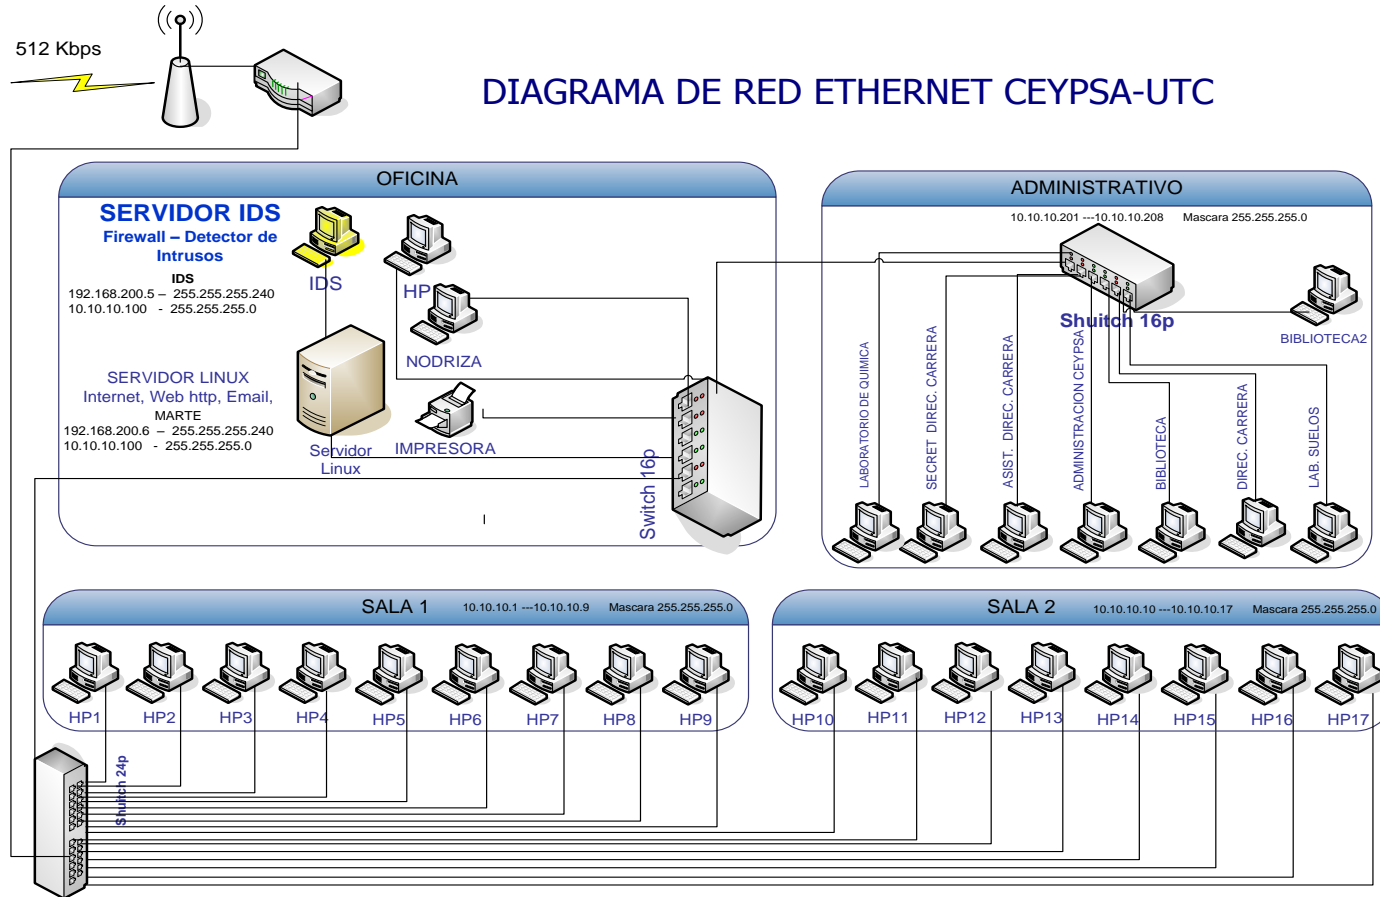 512 Kbps
DIAGRAMA DE RED ETHERNET CEYPSA-UTC
OFICINA
SERVIDOR IDS
Firewall – Detector de
Intrusos
IDS
192.168.200.5 – 255.255.255.240
10.10.10.100 - 255.255.255.0
SERVIDOR LINUX
Internet, Web http, Email,
MARTE
192.168.200.6 – 255.255.255.240
10.10.10.100 - 255.255.255.0
IDS
HP
NODRIZA
IMPRESORA
Servidor
Linux
Switch 16p
ADMINISTRATIVO
10.10.10.201 ---10.10.10.208 Mascara 255.255.255.0
Shuitch 16p
BIBLIOTECA2
LABORATORIO DE QUIMICA
SECRET DIREC. CARRERA
ASIST. DIREC. CARRERA
ADMINISTRACION CEYPSA
BIBLIOTECA
DIREC. CARRERA
LAB. SUELOS
SALA 1 10.10.10.1 ---10.10.10.9 Mascara 255.255.255.0
HP1
HP2
HP3
HP4
HP5
HP6
HP7
HP8
HP9
SALA 2 10.10.10.10 ---10.10.10.17 Mascara 255.255.255.0
HP10
HP11
HP12
HP13
HP14
HP15
HP16
HP17
Shuitch 24p